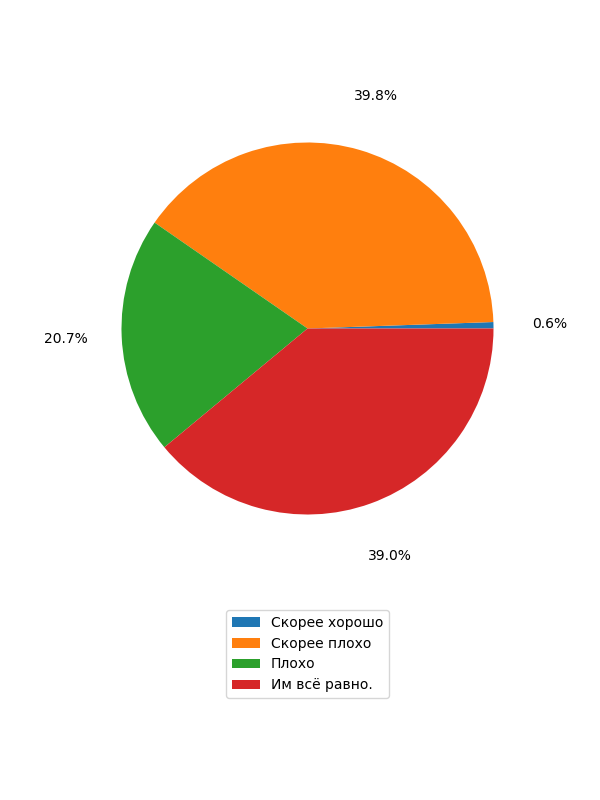 39.8%
0.6%
20.7%
39.0%
Скорее хорошо
Скорее плохо
Плохо
Им всё равно.